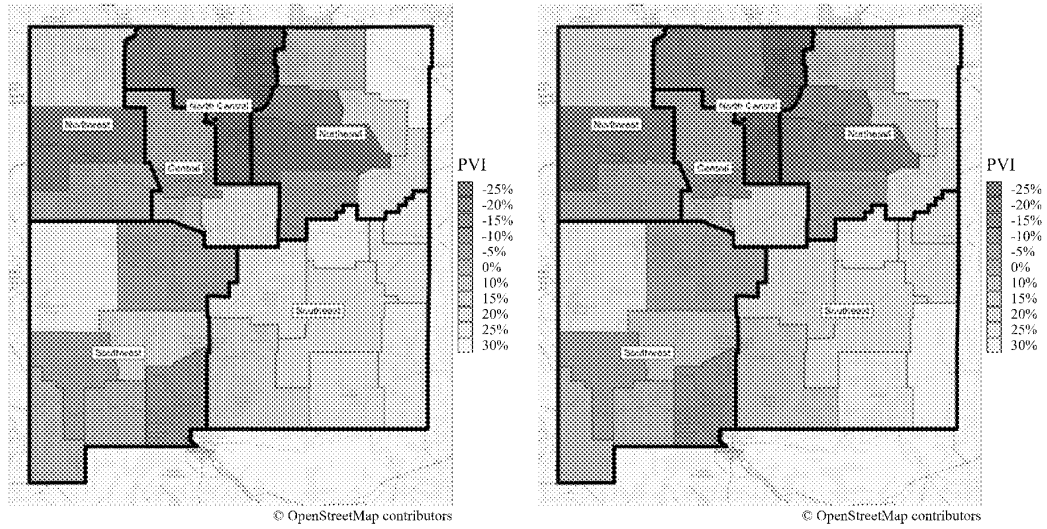 North Central
Northwest
Northeast
Central
Southeast
Southwest
PVI
-25%
-20%
-15%
-10%
-5%
0%
10%
15%
20%
25%
30%
© OpenStreetMap contributors
North Central
Northwest
Northeast
Central
Southeast
Southwest
PVI
-25%
-20%
-15%
-10%
-5%
0%
10%
15%
20%
25%
30%
© OpenStreetMap contributors